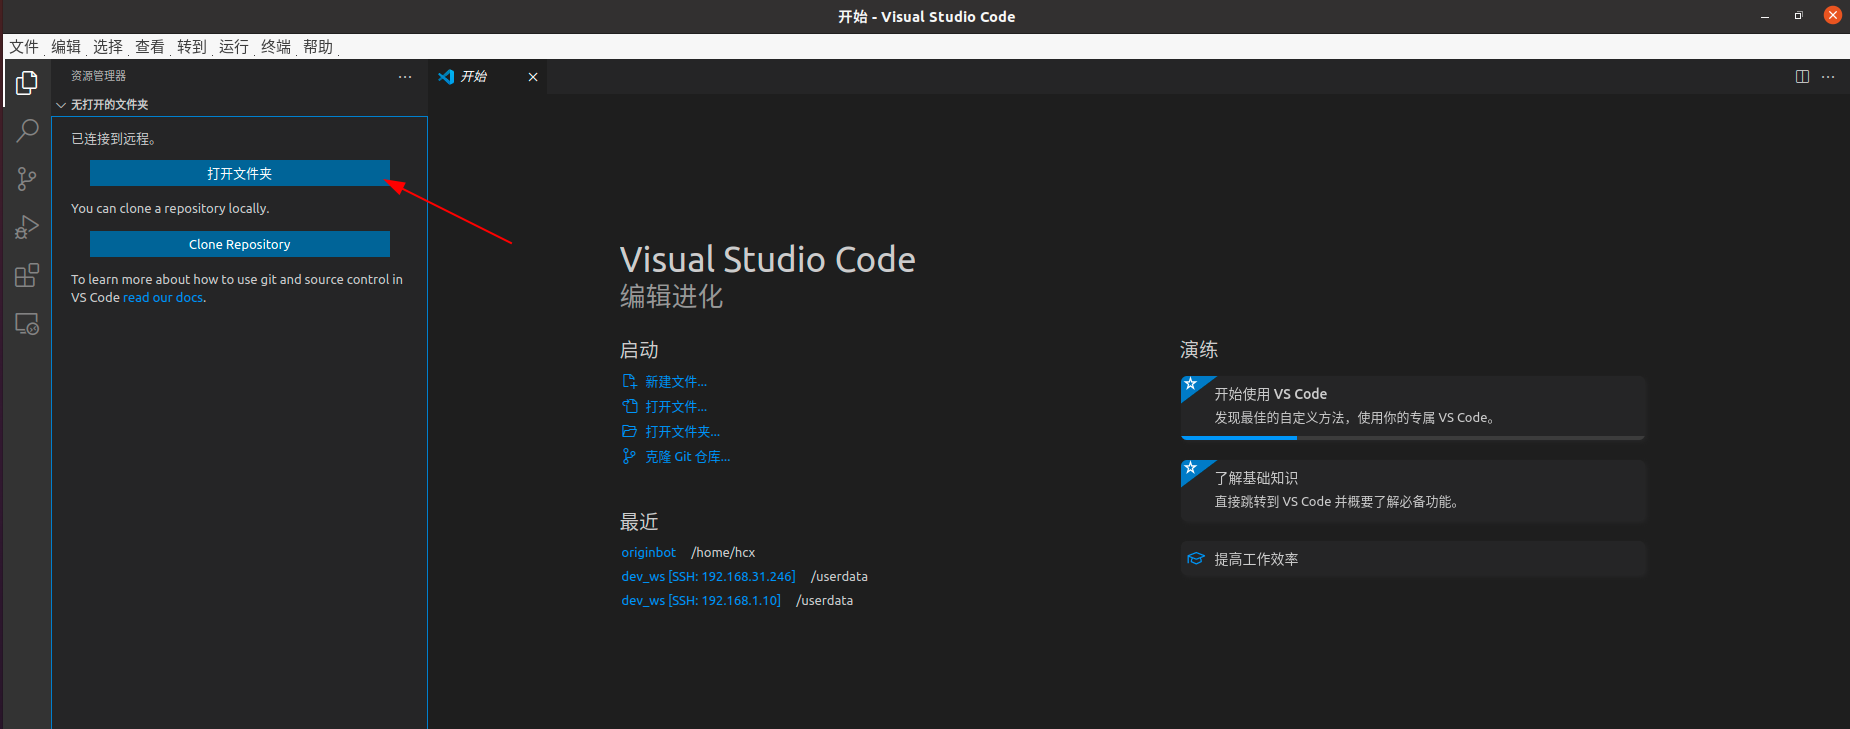 开始 - Visual Studio Code
文件 编辑 选择 查看 转到 运行 终端 帮助
资源管理器
无打开的文件夹
已连接到远程。
打开文件夹
You can clone a repository locally.
Clone Repository
To learn more about how to use git and source control in
VS Code read our docs.
开始
Visual Studio Code
编辑进化
启动
新建文件...
打开文件...
打开文件夹...
克隆 Git 仓库...
最近
originbot /home/hcx
dev_ws [SSH: 192.168.31.246] /userdata
dev_ws [SSH: 192.168.1.10] /userdata
演练
开始使用 VS Code
发现最佳的自定义方法，使用你的专属 VS Code。
了解基础知识
直接跳转到 VS Code 并概要了解必备功能。
提高工作效率